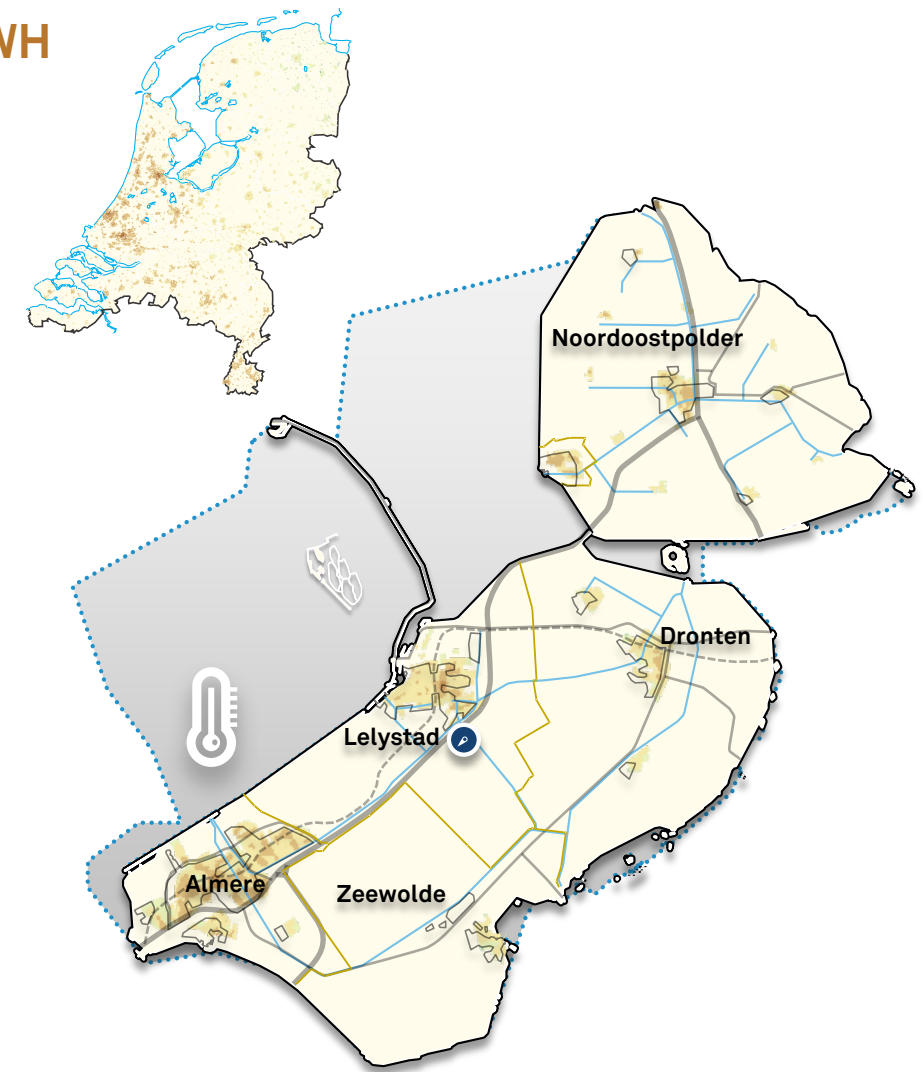 WH
Noordoostpolder
Dronten
Lelystad
Almere
Zeewolde